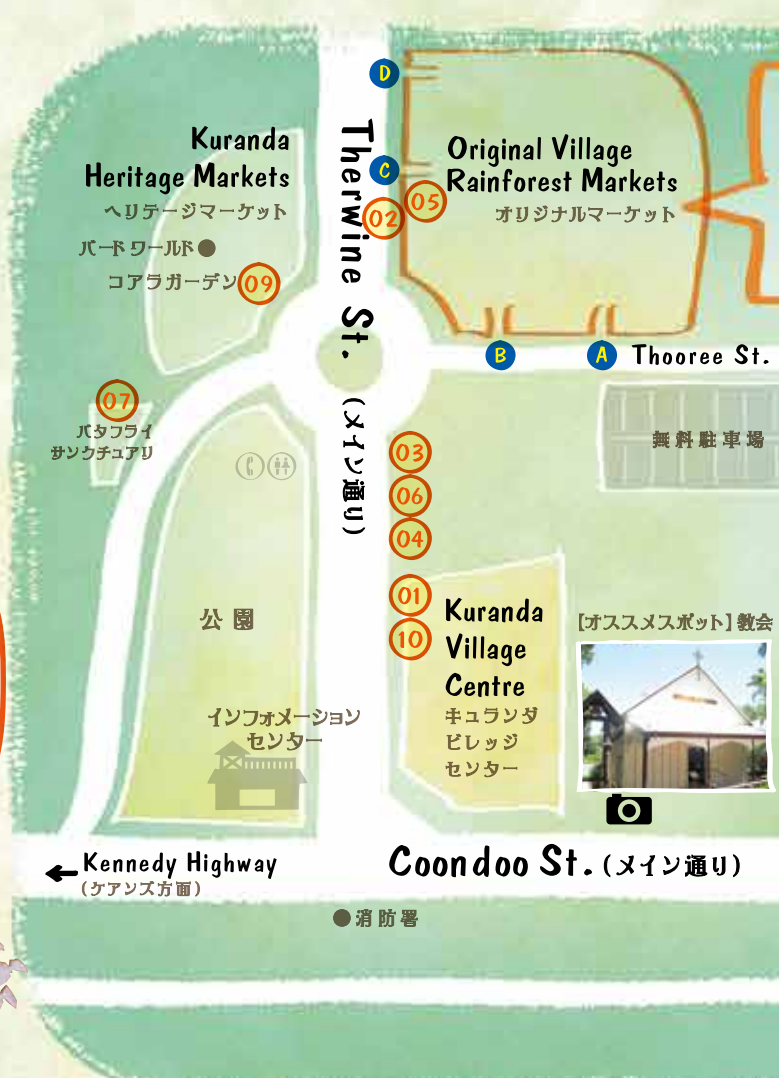 D
Kuranda
Heritage Markets
ヘリテージマーケット
バードワールド●
コアラガーデン 09
Therwine St.
(メイン通り)
C
02
05
Original Village
Rainforest Markets
オリジナルマーケット
B
A
Thooree St.
07
バタフライ
サンクチュアリ
無料駐車場
03
06
04
01
10
Kuranda
Village
Centre
キュランダ
ビレッジ
センター
公園
インフォメーション
センター
【オススメスポット】教会
← Kennedy Highway
(ケアンズ方面)
Coondoo St. (メイン通り)
●消防署